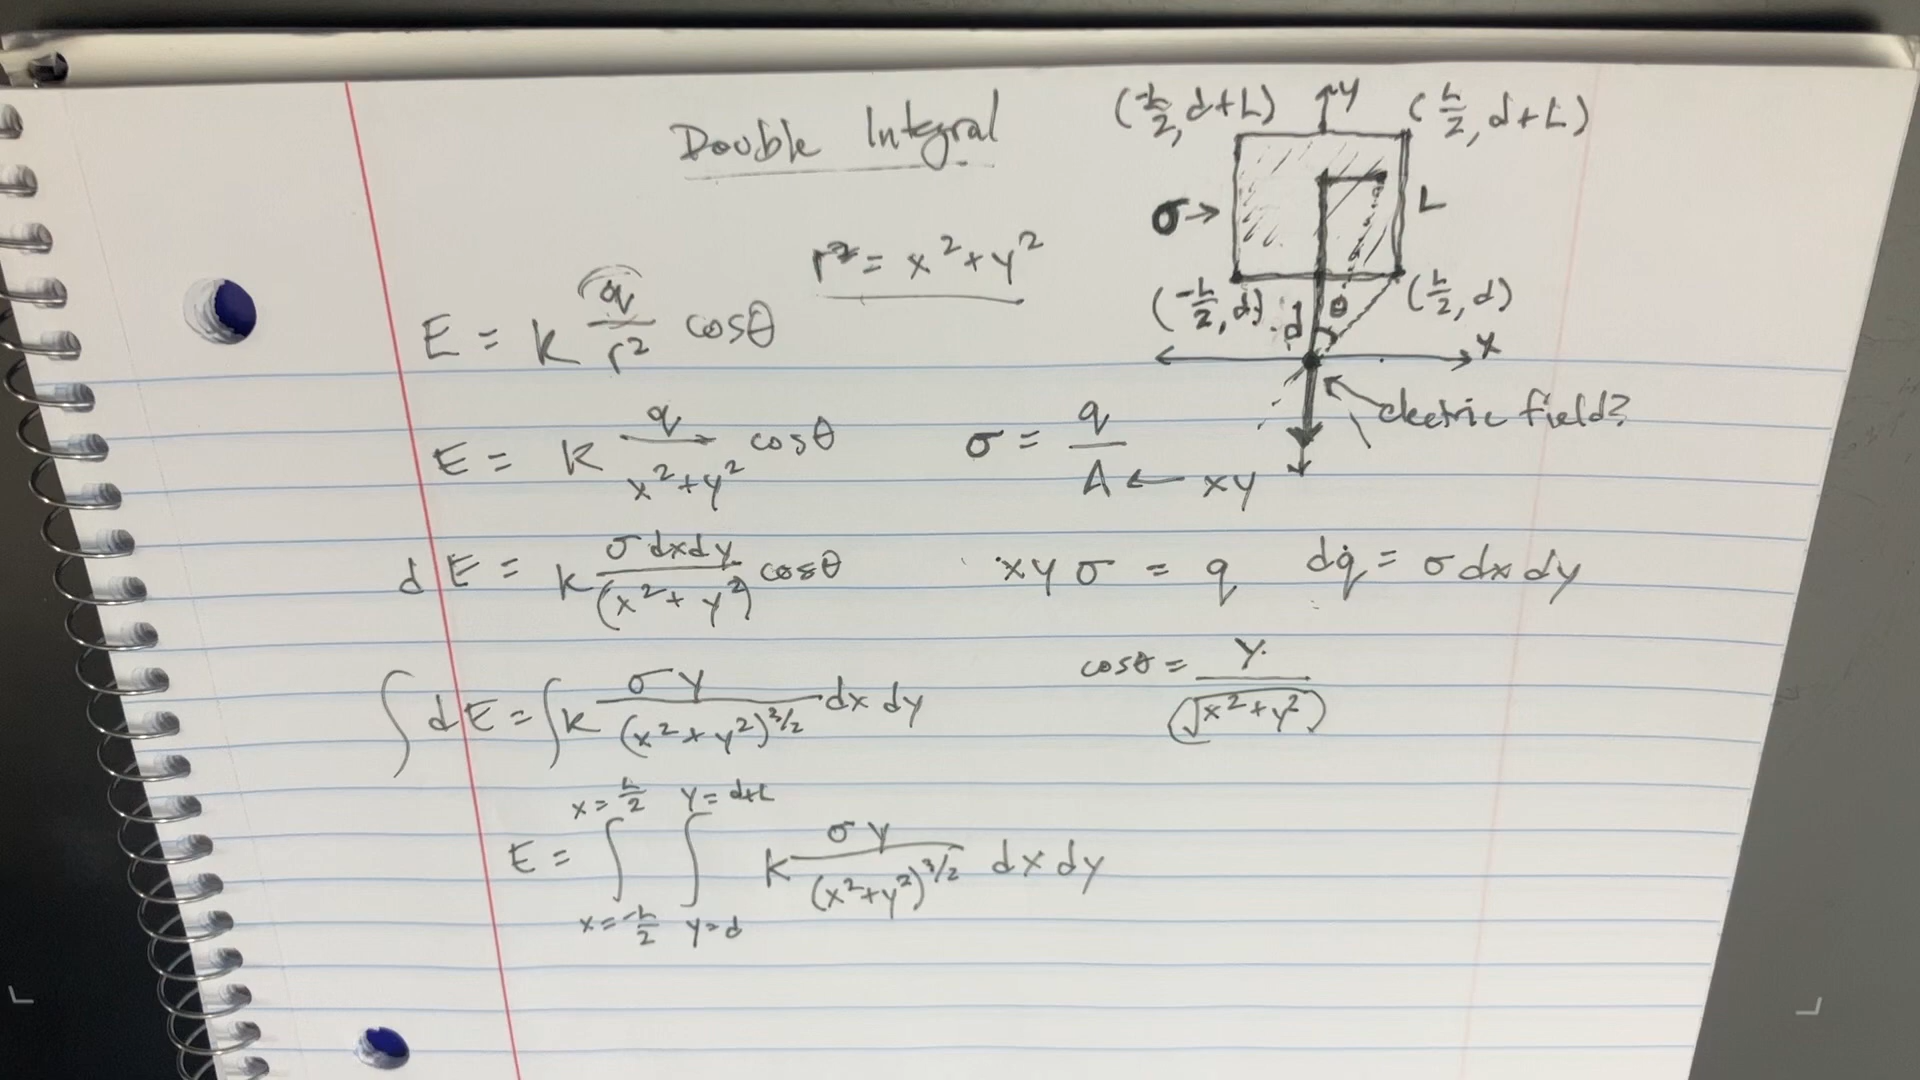 Double Integral
(-L/2, d+L) y (L/2, d+L)
σ→ L
r² = x² + y²
(-L/2, d) d θ (L/2, d)
x
E = k q/r² cosθ
electric field?
E = k q/(x²+y²) cosθ σ = q/A ← xy
dE = k σ dxdy/(x²+y²) cosθ xyσ = q dq = σ dx dy
∫dE = ∫k σy/(x²+y²)^3/2 dx dy cosθ = y/(√x²+y²)
x = L/2 y = d+L
E = ∫ ∫ k σy/(x²+y²)^3/2 dx dy
x = -L/2 y = d